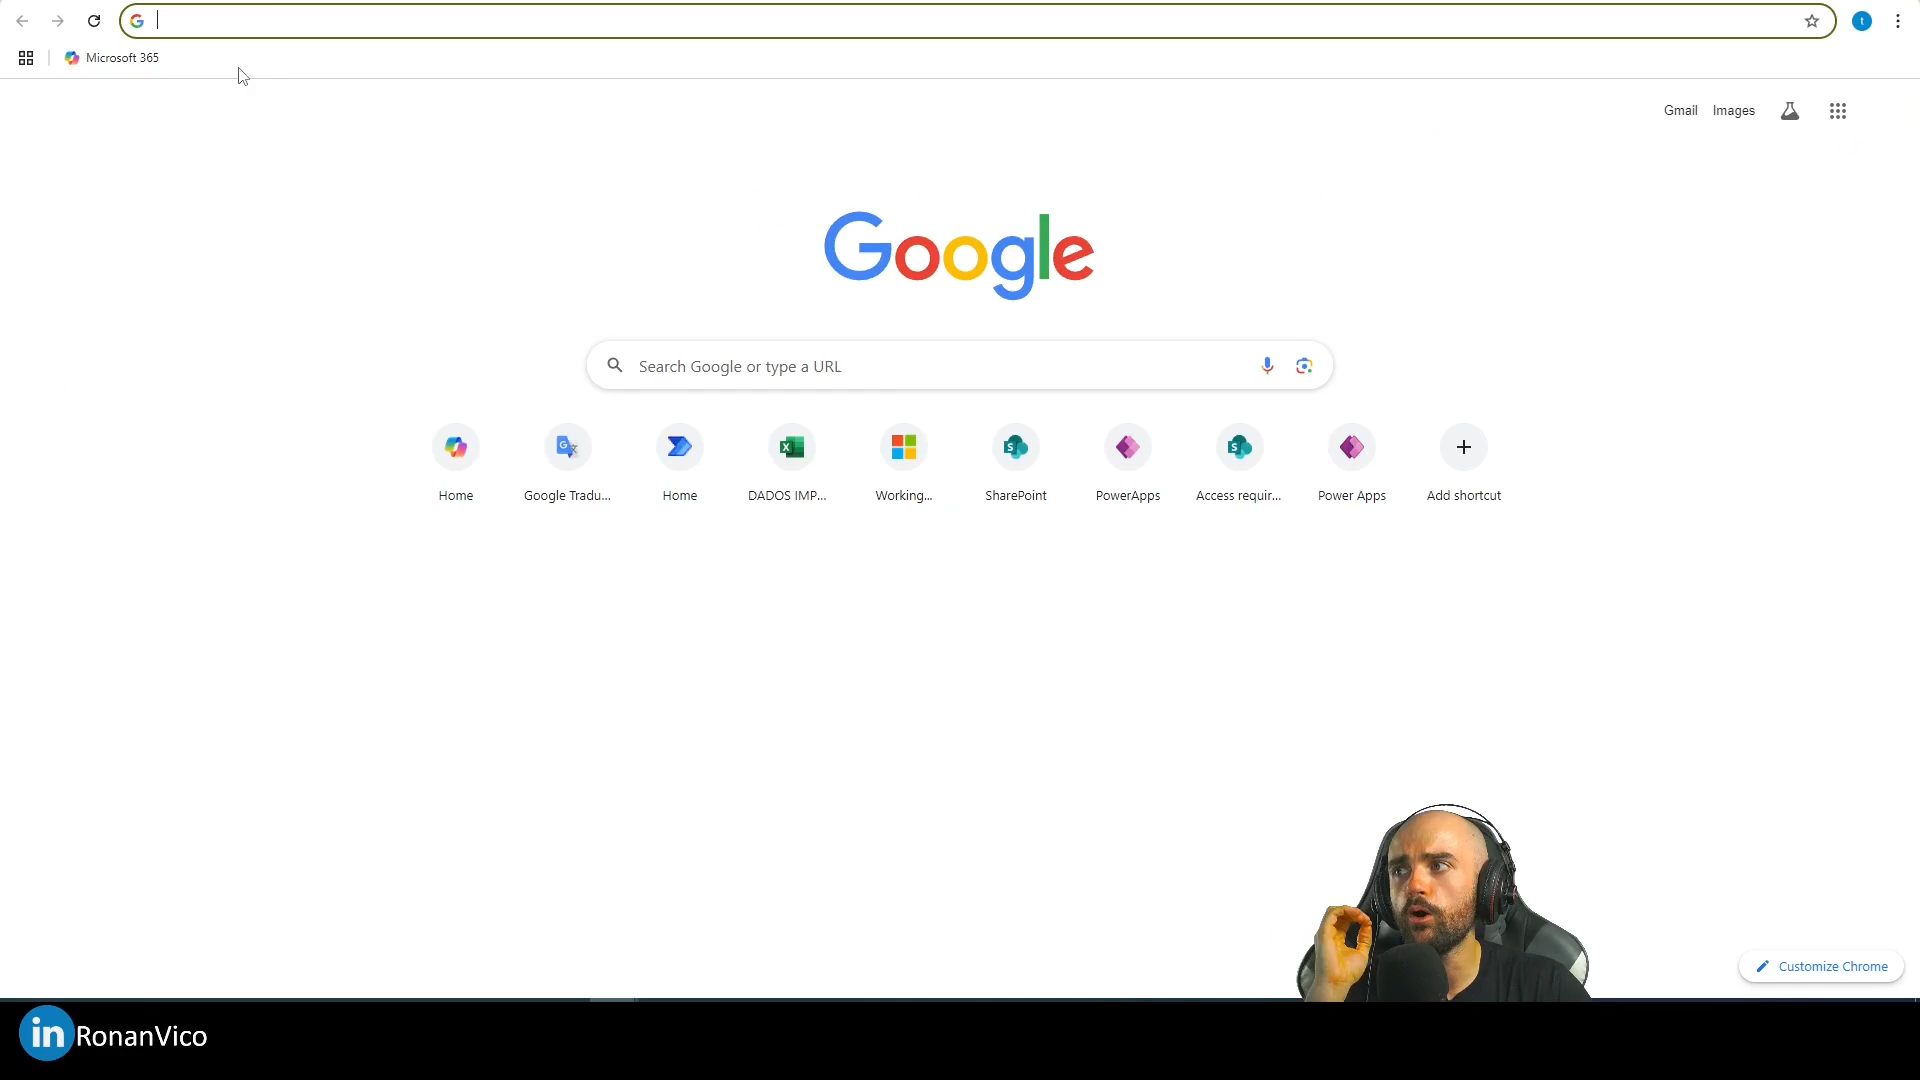 Microsoft 365
Gmail Images
Google
Search Google or type a URL
Home
Google Tradu...
Home
DADOS IMP...
Working...
SharePoint
PowerApps
Access requir...
Power Apps
Add shortcut
Customize Chrome
in RonanVico